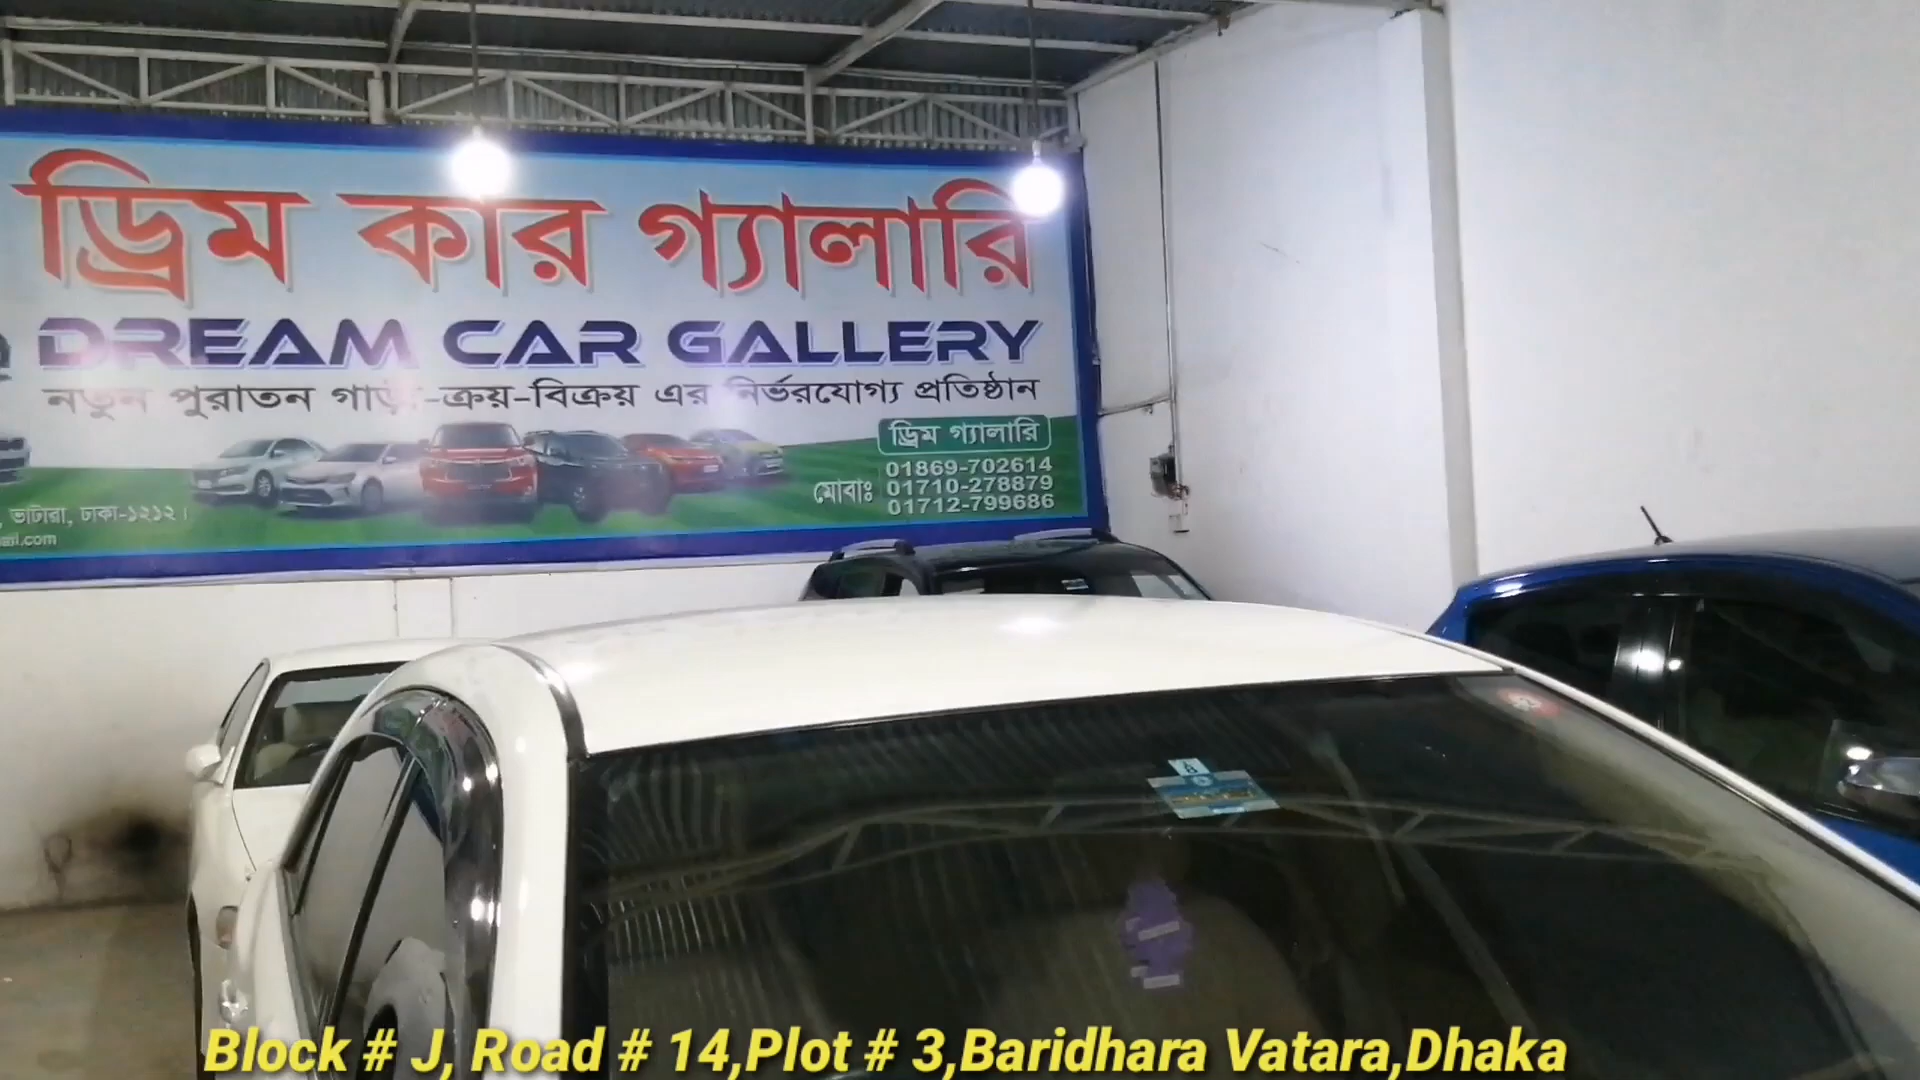 ড্রিম কার গ্যালারি
DREAM CAR GALLERY
নতুন পুরাতন গাড়ী-ক্রয়-বিক্রয় এর নির্ভরযোগ্য প্রতিষ্ঠান
ড্রিম গ্যালারি
মোবাঃ 01869-702614
01710-278879
01712-799686
, ভাটারা, ঢাকা-১২১২।
Block # J, Road # 14,Plot # 3,Baridhara Vatara,Dhaka